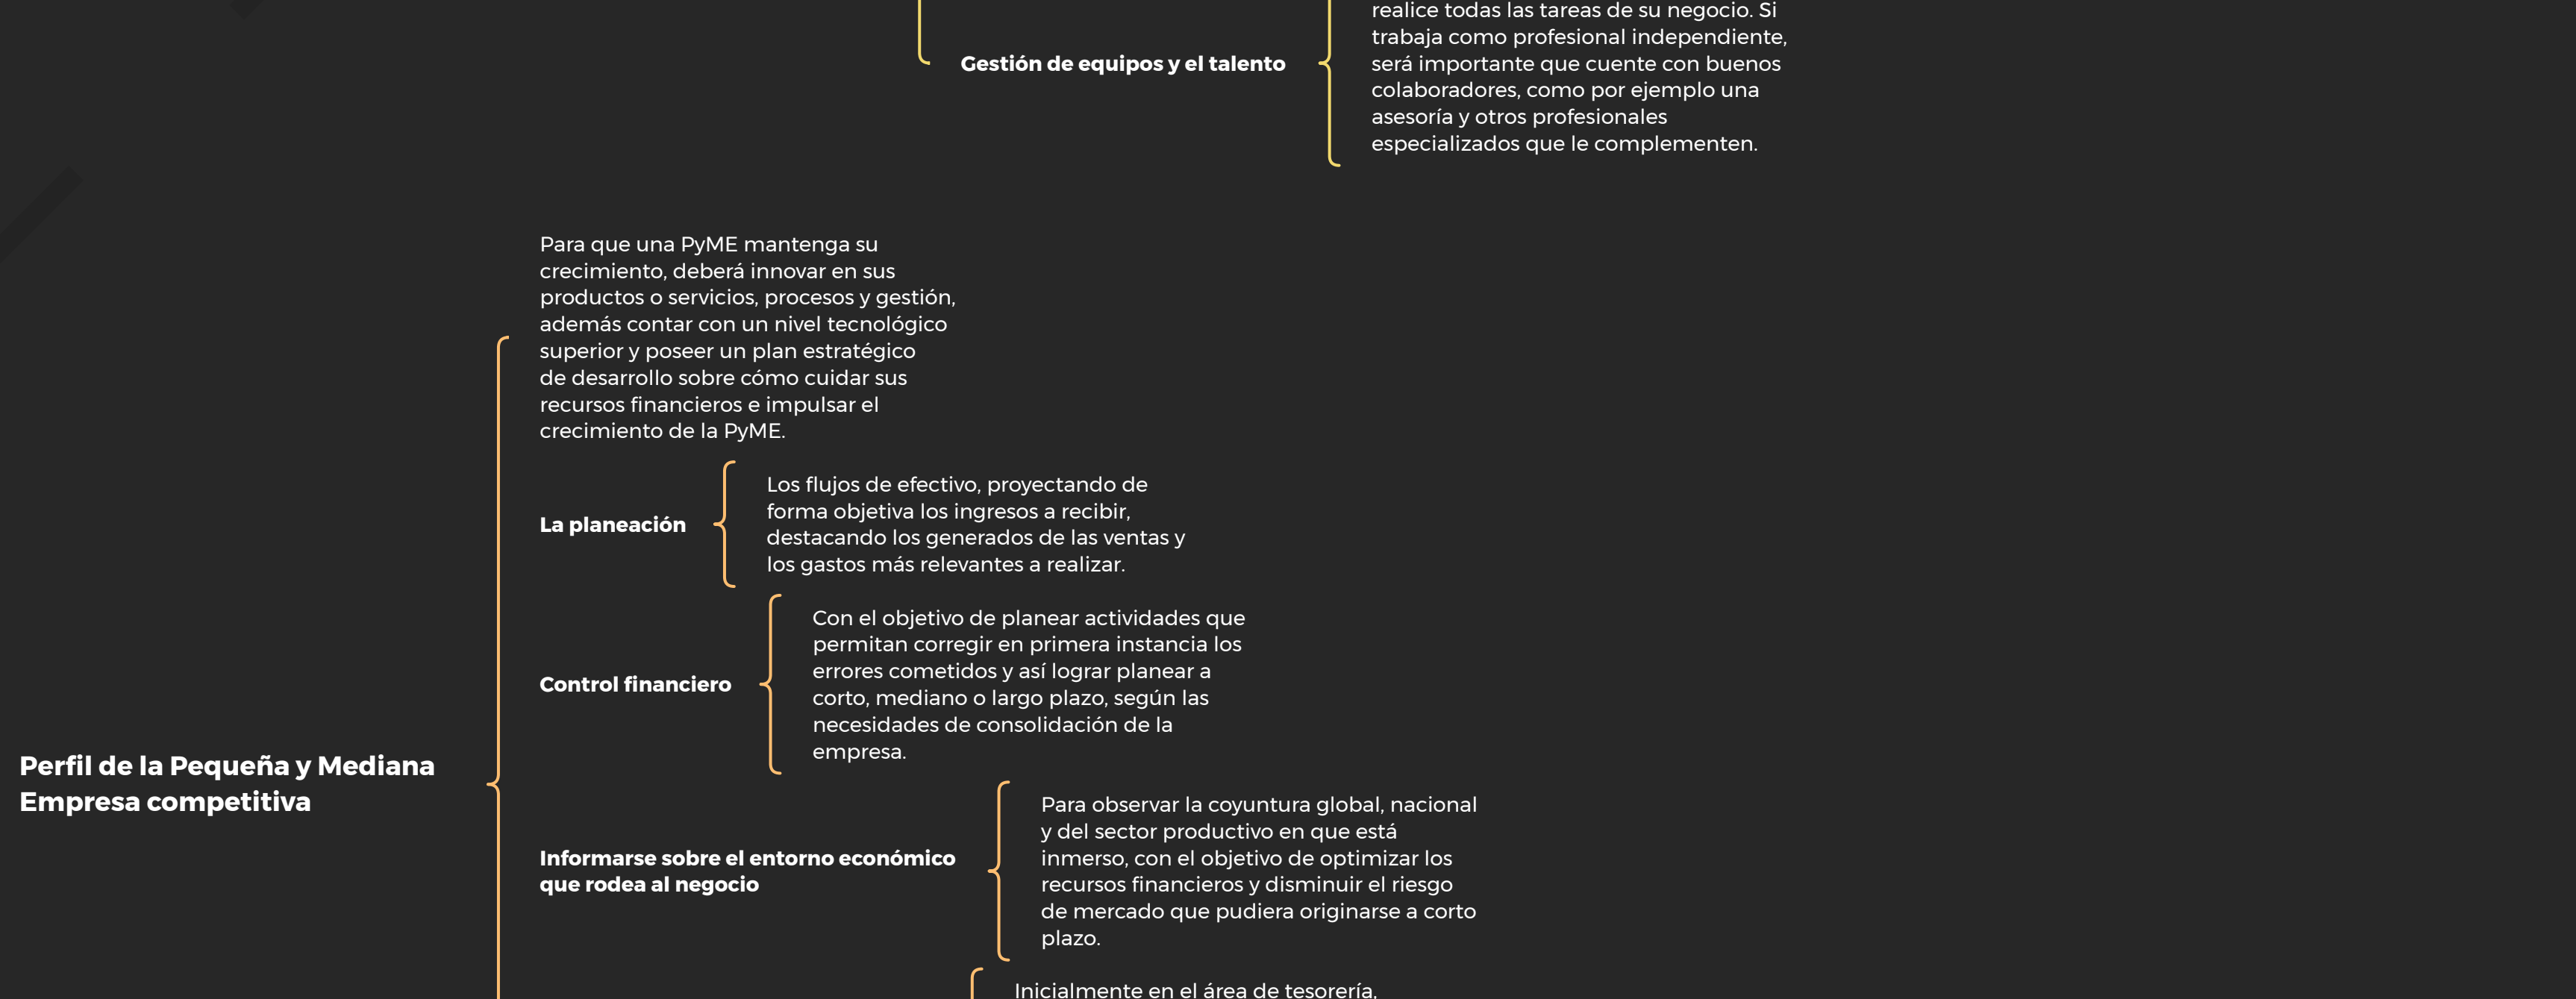 realice todas las tareas de su negocio. Si
trabaja como profesional independiente,
Gestión de equipos y el talento
será importante que cuente con buenos
colaboradores, como por ejemplo una
asesoría y otros profesionales
especializados que le complementen.
Para que una PyME mantenga su
crecimiento, deberá innovar en sus
productos o servicios, procesos y gestión,
además contar con un nivel tecnológico
superior y poseer un plan estratégico
de desarrollo sobre cómo cuidar sus
recursos financieros e impulsar el
crecimiento de la PyME.
La planeación
Los flujos de efectivo, proyectando de
forma objetiva los ingresos a recibir,
destacando los generados de las ventas y
los gastos más relevantes a realizar.
Control financiero
Con el objetivo de planear actividades que
permitan corregir en primera instancia los
errores cometidos y así lograr planear a
corto, mediano o largo plazo, según las
necesidades de consolidación de la
empresa.
Perfil de la Pequeña y Mediana
Empresa competitiva
Informarse sobre el entorno económico
que rodea al negocio
Para observar la coyuntura global, nacional
y del sector productivo en que está
inmerso, con el objetivo de optimizar los
recursos financieros y disminuir el riesgo
de mercado que pudiera originarse a corto
plazo.
Inicialmente en el área de tesorería,